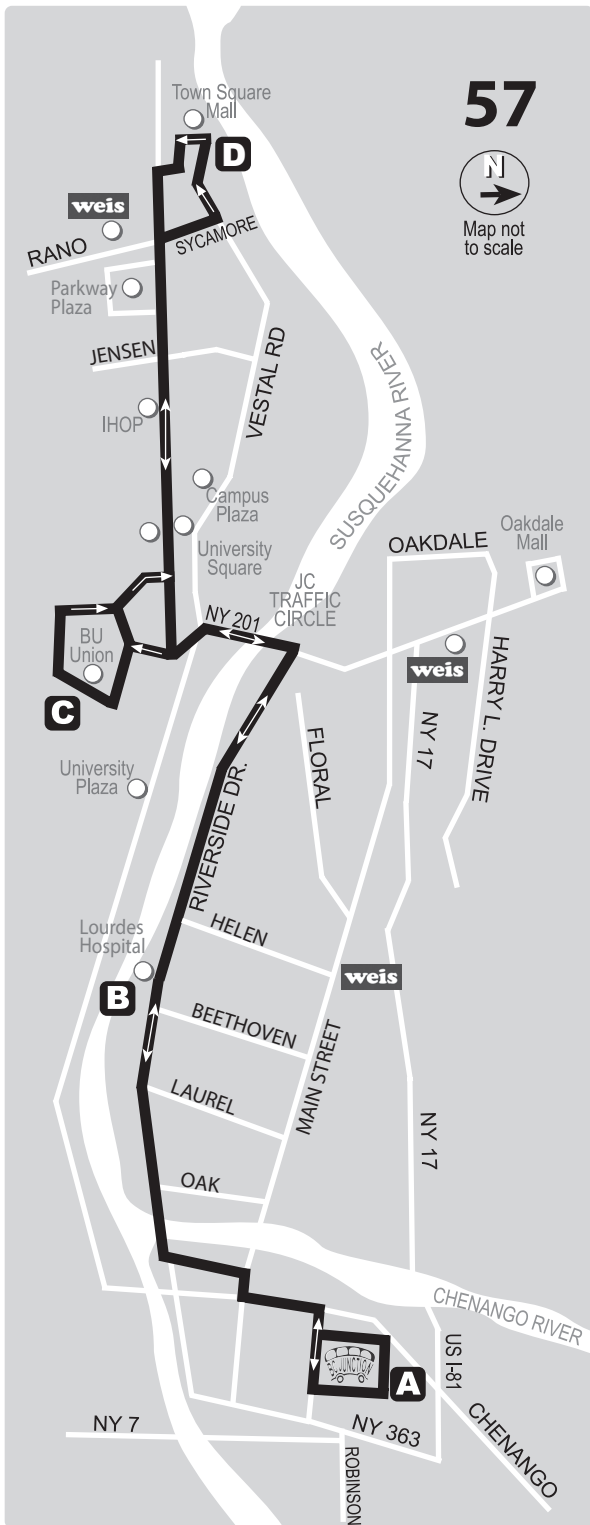 57
Town Square
Mall
D
N
Map not
to scale
weis
RANO
SYCAMORE
Parkway
Plaza
JENSEN
VESTAL RD
SUSQUEHANNA RIVER
IHOP
Campus
Plaza
University
Square
OAKDALE
Oakdale
Mall
JC
TRAFFIC
CIRCLE
NY 201
BU
Union
C
weis
HARRY L. DRIVE
NY 17
FLORAL
University
Plaza
RIVERSIDE DR.
HELEN
Lourdes
Hospital
B
weis
BEETHOVEN
MAIN STREET
LAUREL
NY 17
OAK
CHENANGO RIVER
BC JUNCTION
A
US I-81
CHENANGO
NY 363
NY 7
ROBINSON